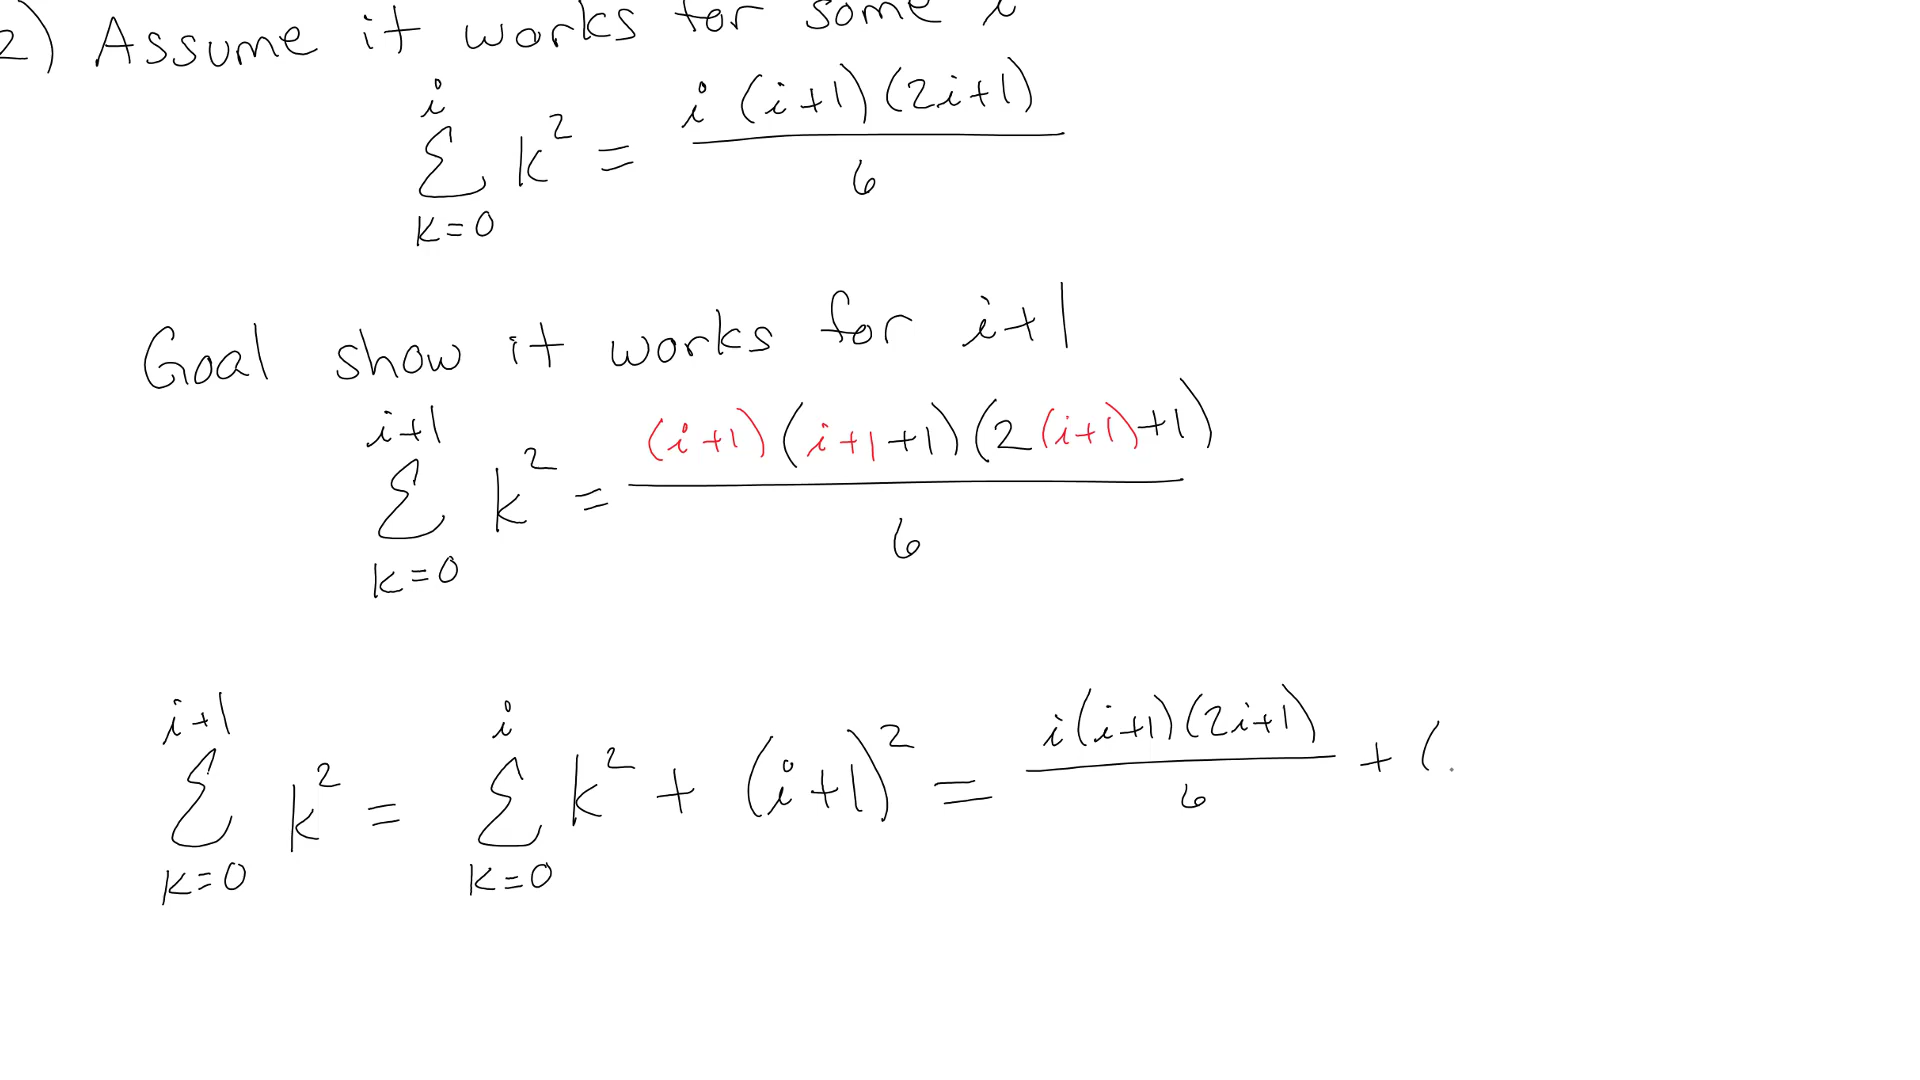 2) Assume it works for some i
i
Σ k² = i (i+1)(2i+1)
6
k=0
Goal show it works for i+1
i+1
Σ k² = (i+1)(i+1+1)(2(i+1)+1)
6
k=0
i+1 i
Σ k² = Σ k² + (i+1)² = i(i+1)(2i+1) + (
6
k=0 k=0